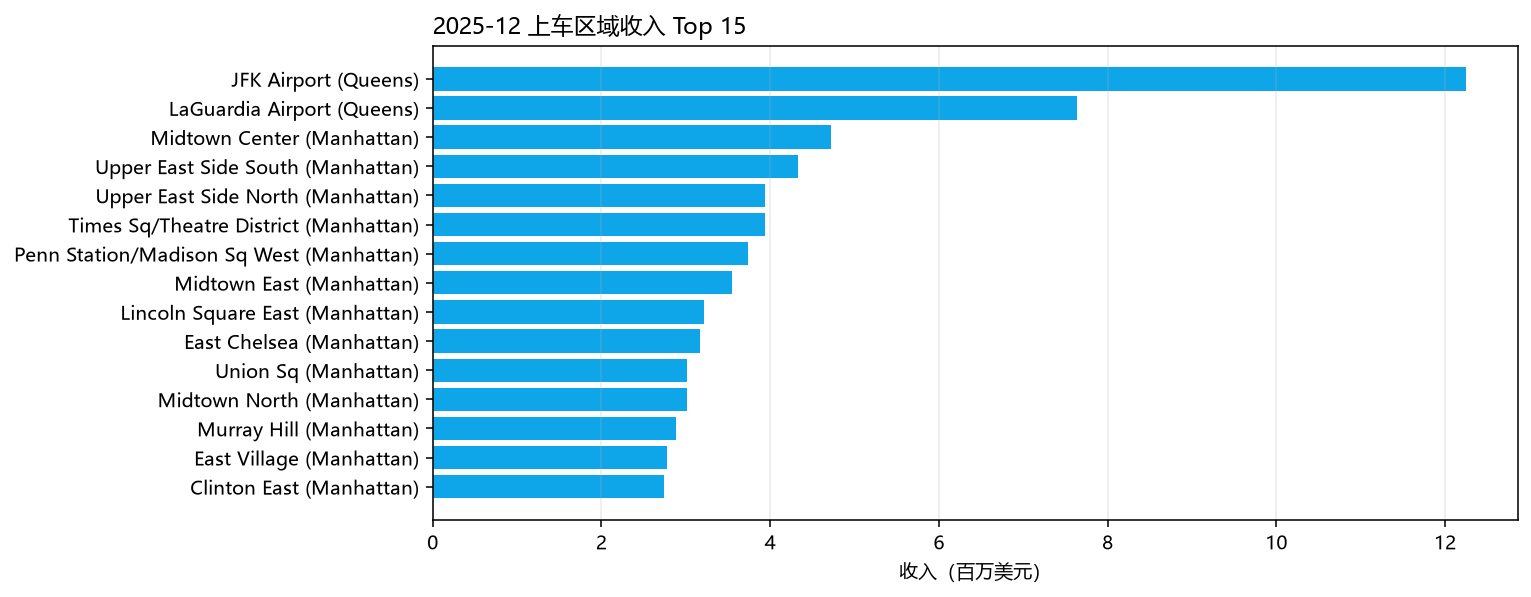 2025-12 上车区域收入 Top 15
JFK Airport (Queens)
LaGuardia Airport (Queens)
Midtown Center (Manhattan)
Upper East Side South (Manhattan)
Upper East Side North (Manhattan)
Times Sq/Theatre District (Manhattan)
Penn Station/Madison Sq West (Manhattan)
Midtown East (Manhattan)
Lincoln Square East (Manhattan)
East Chelsea (Manhattan)
Union Sq (Manhattan)
Midtown North (Manhattan)
Murray Hill (Manhattan)
East Village (Manhattan)
Clinton East (Manhattan)
0 2 4 6 8 10 12
收入（百万美元）